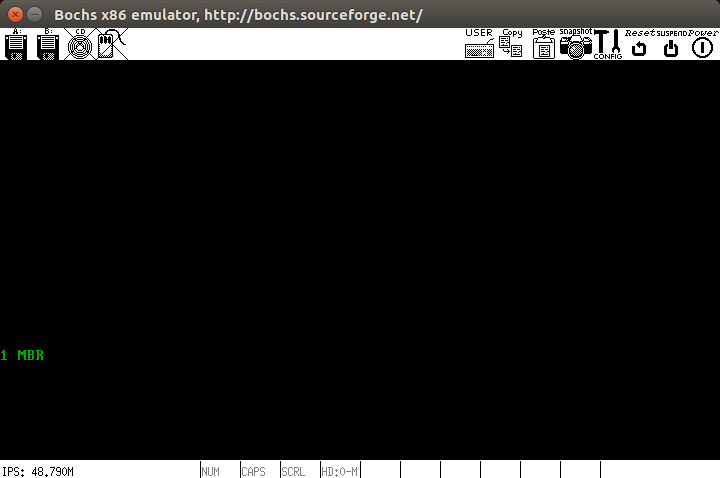 Bochs x86 emulator, http://bochs.sourceforge.net/
A: B: CD USER Copy Paste snapshot CONFIG Reset SUSPEND Power
1 MBR
IPS: 48.790M NUM CAPS SCRL HD:0-M